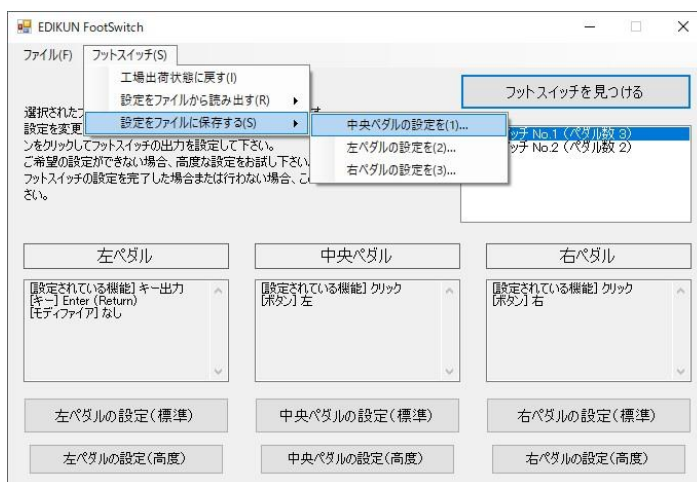 EDIKUN FootSwitch
ファイル(F) フットスイッチ(S)
工場出荷状態に戻す(I)
設定をファイルから読み出す(R)
設定をファイルに保存する(S)
中央ペダルの設定を(1)...
左ペダルの設定を(2)...
右ペダルの設定を(3)...
フットスイッチを見つける
選択された
設定を変更
ッチ No.1 (ペダル数 3)
ッチ No.2 (ペダル数 2)
ンをクリックしてフットスイッチの出力を設定して下さい。
ご希望の設定ができない場合、高度な設定をお試し下さい。
フットスイッチの設定を完了した場合または行わない場合、こ
さい。
左ペダル
中央ペダル
右ペダル
[設定されている機能] キー出力
[キー] Enter (Return)
[モディファイア] なし
[設定されている機能] クリック
[ボタン] 左
[設定されている機能] クリック
[ボタン] 右
左ペダルの設定(標準)
中央ペダルの設定(標準)
右ペダルの設定(標準)
左ペダルの設定(高度)
中央ペダルの設定(高度)
右ペダルの設定(高度)